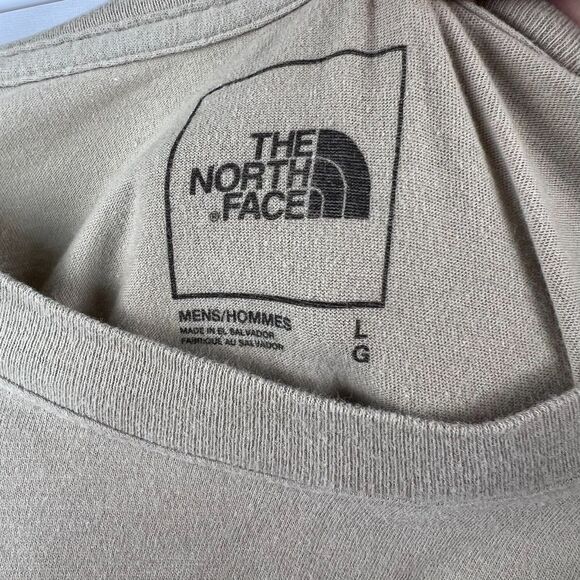 THE
NORTH
®FACE
MENS/HOMMES
MADE IN EL SALVADOR
FABRIQUÉ AU SALVADOR
L
G